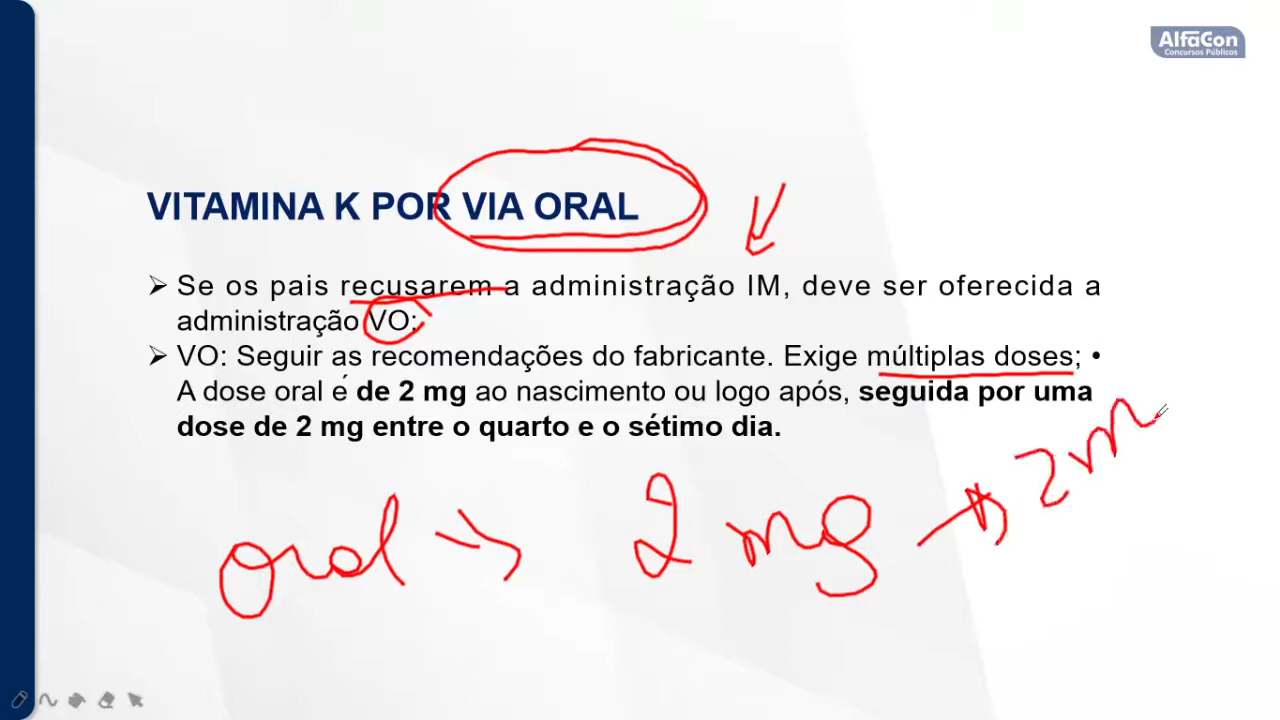 AlfaCon
Concursos Públicos
VITAMINA K POR VIA ORAL
➢ Se os pais recusarem a administração IM, deve ser oferecida a
administração VO;
➢ VO: Seguir as recomendações do fabricante. Exige múltiplas doses; •
A dose oral é de 2 mg ao nascimento ou logo após, seguida por uma
dose de 2 mg entre o quarto e o sétimo dia.
oral → 2 mg → 2 m